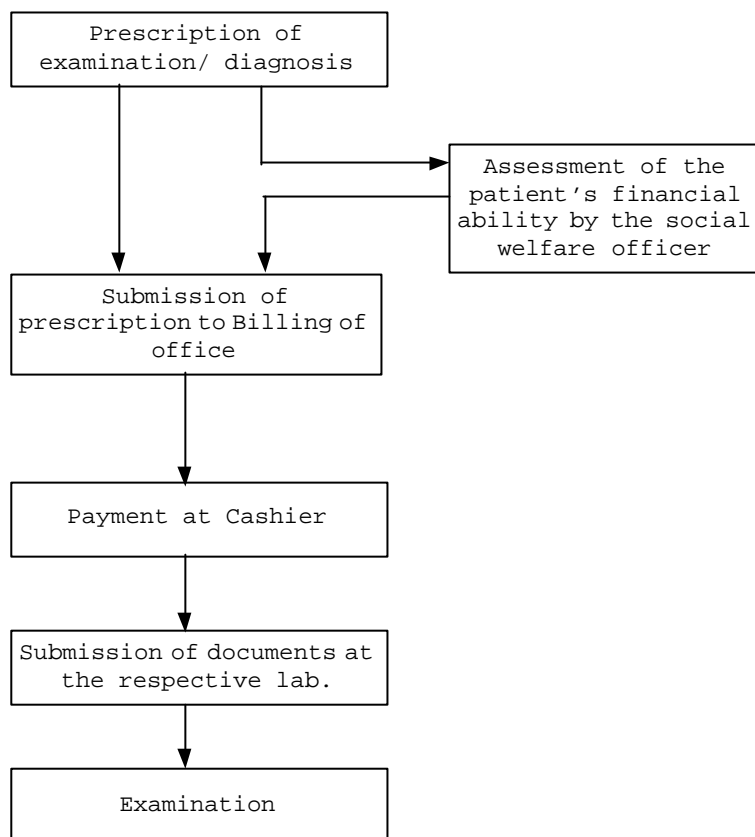 Prescription of
examination/ diagnosis
Assessment of the
patient's financial
ability by the social
welfare officer
Submission of
prescription to Billing of
office
Payment at Cashier
Submission of documents at
the respective lab.
Examination